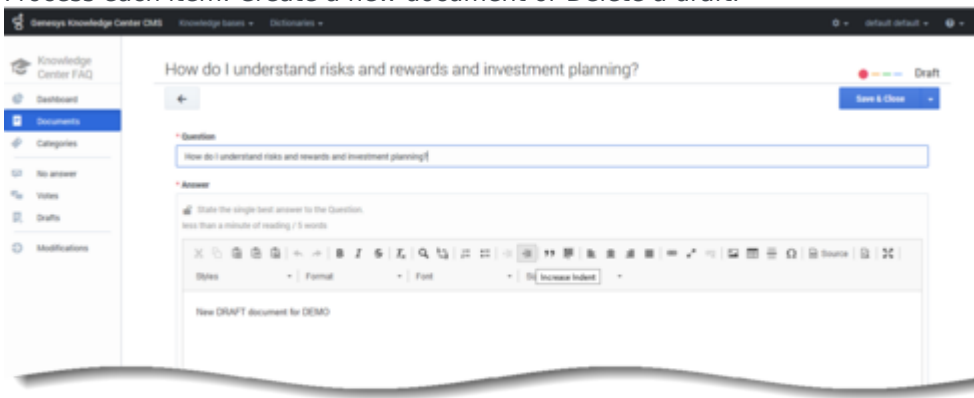 Process each item: Create a new document or Delete a draft.
Genesys Knowledge Center CMS Knowledge bases Dictionaries default default
Knowledge
Center FAQ
How do I understand risks and rewards and investment planning?
Draft
Dashboard
Save & Close
Documents
Categories
* Question
How do I understand risks and rewards and investment planning?
No answer
* Answer
Votes
State the single best answer to the Question.
Drafts
less than a minute of reading / 5 words
Modifications
Source
Styles Format Font
Increase Indent
New DRAFT document for DEMO